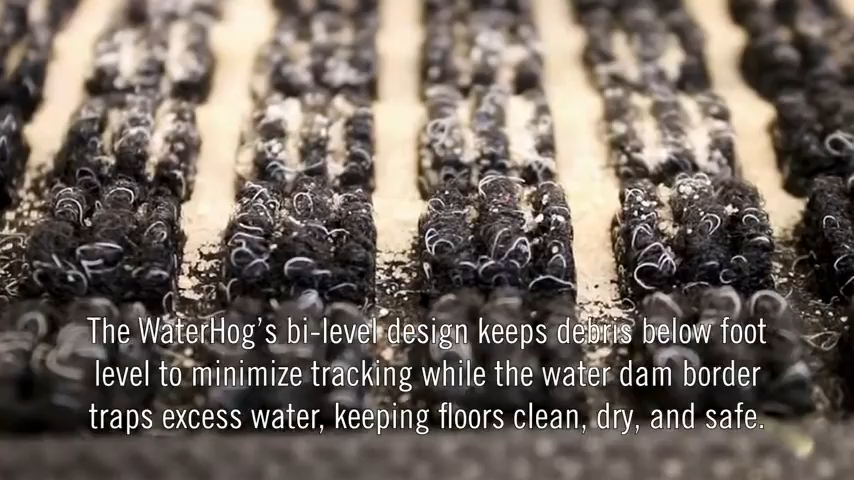 The WaterHog’s bi-level design keeps debris below foot
level to minimize tracking while the water dam border
traps excess water, keeping floors clean, dry, and safe.